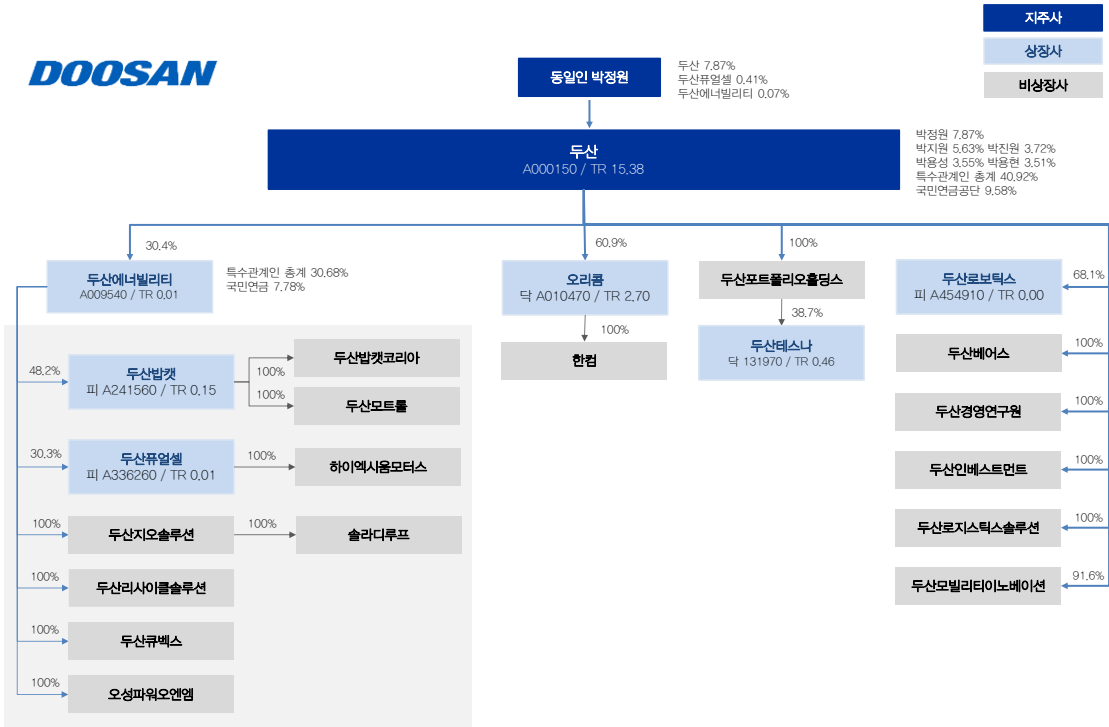 지주사
상장사
비상장사
DOOSAN
동일인 박정원
두산 7.87%
두산퓨얼셀 0.41%
두산에너빌리티 0.07%
두산
A000150 / TR 15.38
박정원 7.87%
박지원 5.63% 박진원 3.72%
박용성 3.55% 박용현 3.51%
특수관계인 총계 40.92%
국민연금공단 9.58%
30.4%
두산에너빌리티
A009540 / TR 0.01
특수관계인 총계 30.68%
국민연금 7.78%
60.9%
오리콤
닥 A010470 / TR 2.70
100%
한컴
100%
두산포트폴리오홀딩스
38.7%
두산테스나
닥 131970 / TR 0.46
68.1%
두산로보틱스
피 A454910 / TR 0.00
100%
두산베어스
100%
두산경영연구원
100%
두산인베스트먼트
100%
두산로지스틱스솔루션
91.6%
두산모빌리티이노베이션
48.2%
두산밥캣
피 A241560 / TR 0.15
100%
두산밥캣코리아
100%
두산모트롤
30.3%
두산퓨얼셀
피 A336260 / TR 0.01
100%
하이엑시움모터스
100%
두산지오솔루션
100%
솔라디루프
100%
두산리사이클솔루션
100%
두산큐벡스
100%
오성파워오엔엠